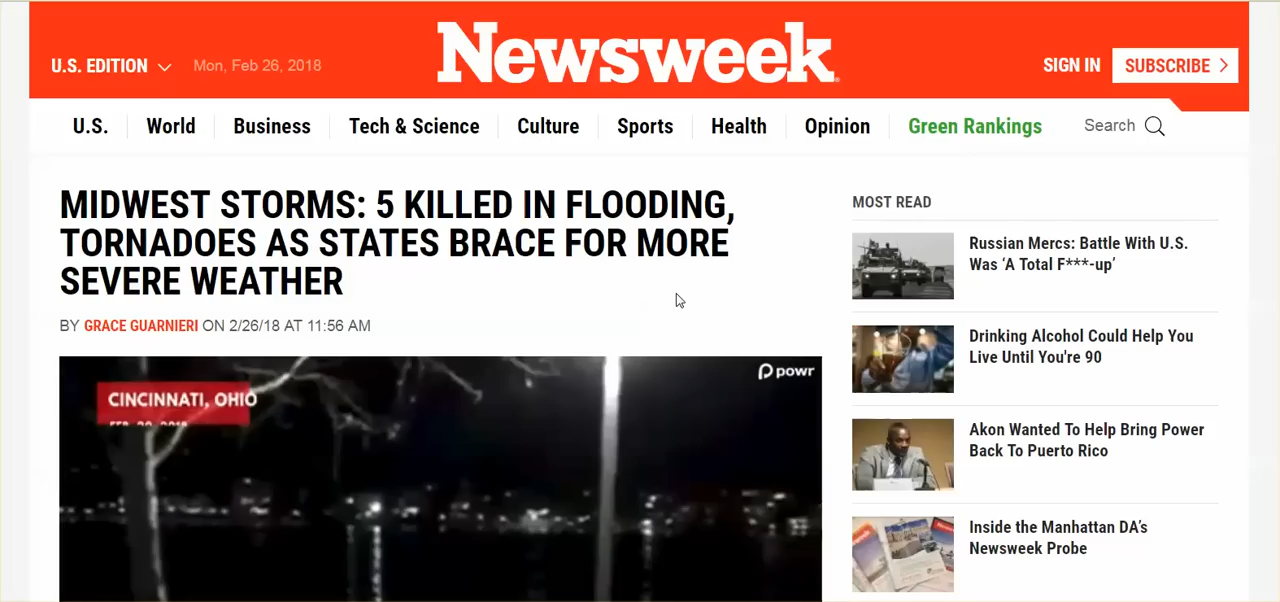 U.S. EDITION
Mon, Feb 26, 2018
Newsweek
SIGN IN
SUBSCRIBE
U.S.
World
Business
Tech & Science
Culture
Sports
Health
Opinion
Green Rankings
Search
MIDWEST STORMS: 5 KILLED IN FLOODING,
TORNADOES AS STATES BRACE FOR MORE
SEVERE WEATHER
BY GRACE GUARNIERI ON 2/26/18 AT 11:56 AM
powr
CINCINNATI, OHIO
MOST READ
Russian Mercs: Battle With U.S.
Was ‘A Total F***-up’
Drinking Alcohol Could Help You
Live Until You're 90
Akon Wanted To Help Bring Power
Back To Puerto Rico
Inside the Manhattan DA's
Newsweek Probe